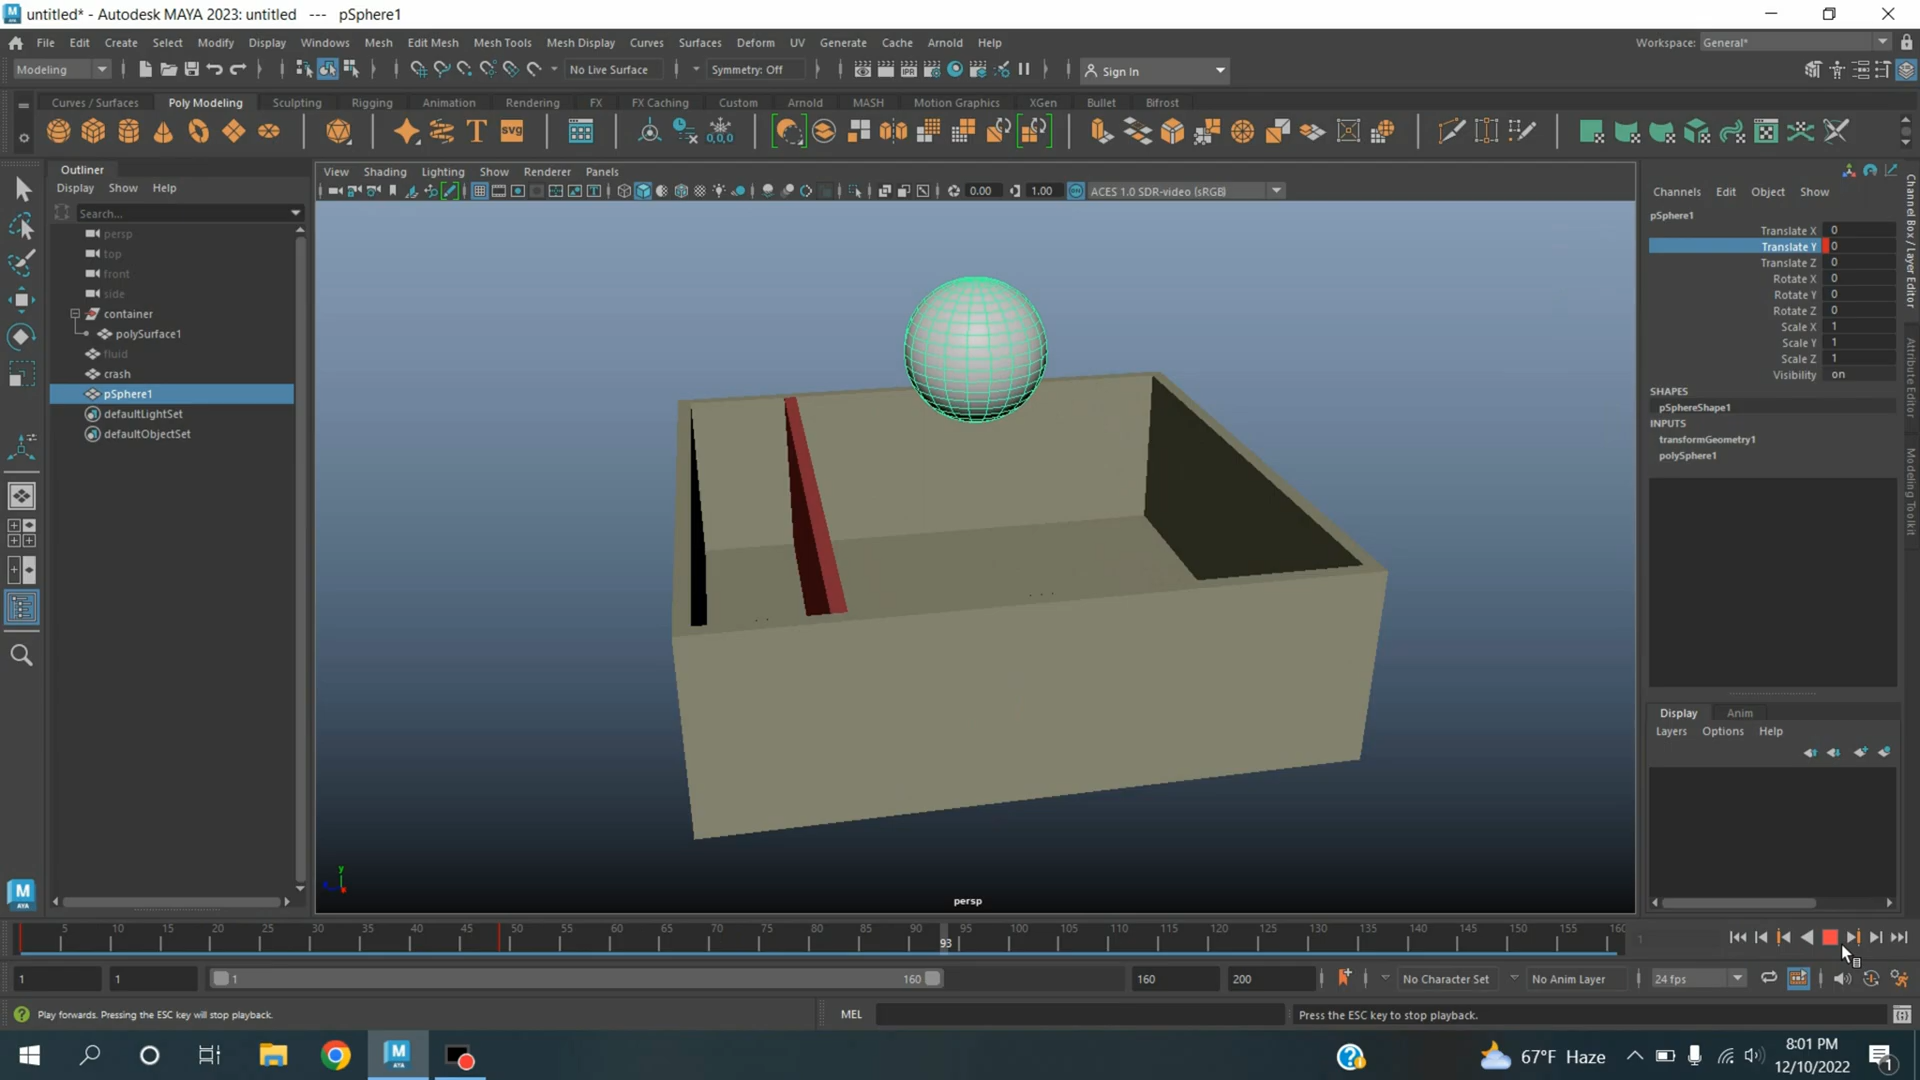 untitled* - Autodesk MAYA 2023: untitled --- pSphere1
File Edit Create Select Modify Display Windows Mesh Edit Mesh Mesh Tools Mesh Display Curves Surfaces Deform UV Generate Cache Arnold Help
Workspace: General*
Modeling No Live Surface Symmetry: Off Sign In
Curves / Surfaces Poly Modeling Sculpting Rigging Animation Rendering FX FX Caching Custom Arnold MASH Motion Graphics XGen Bullet Bifrost
Outliner
Display Show Help
Search...
persp
top
front
side
container
polySurface1
fluid
crash
pSphere1
defaultLightSet
defaultObjectSet
View Shading Lighting Show Renderer Panels
0.00 1.00 ACES 1.0 SDR-video (sRGB)
persp
Channels Edit Object Show
pSphere1
Translate X 0
Translate Y 0
Translate Z 0
Rotate X 0
Rotate Y 0
Rotate Z 0
Scale X 1
Scale Y 1
Scale Z 1
Visibility on
SHAPES
pSphereShape1
INPUTS
transformGeometry1
polySphere1
Display Anim
Layers Options Help
Channel Box / Layer Editor
Attribute Editor
Modeling Toolkit
5 10 15 20 25 30 35 40 45 50 55 60 65 70 75 80 85 90 95 100 105 110 115 120 125 130 135 140 145 150 155 160
93
1
1 1 1 160 160 200 No Character Set No Anim Layer 24 fps
Play forwards. Pressing the ESC key will stop playback.
MEL
Press the ESC key to stop playback.
67°F Haze
8:01 PM
12/10/2022
1